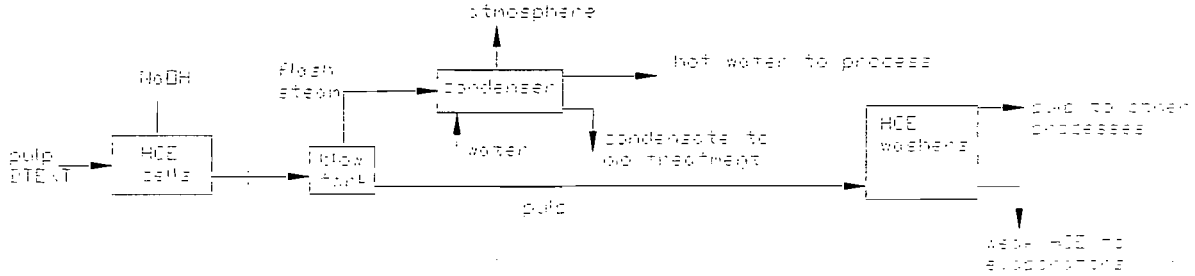 atmosphere
NaOH
flash
steam
condenser
hot water to process
HCE
cells
pulp
blow
tank
water
condensate to
HCE
washers
pulp to other
processes
pulp
weak HCE to
evaporators